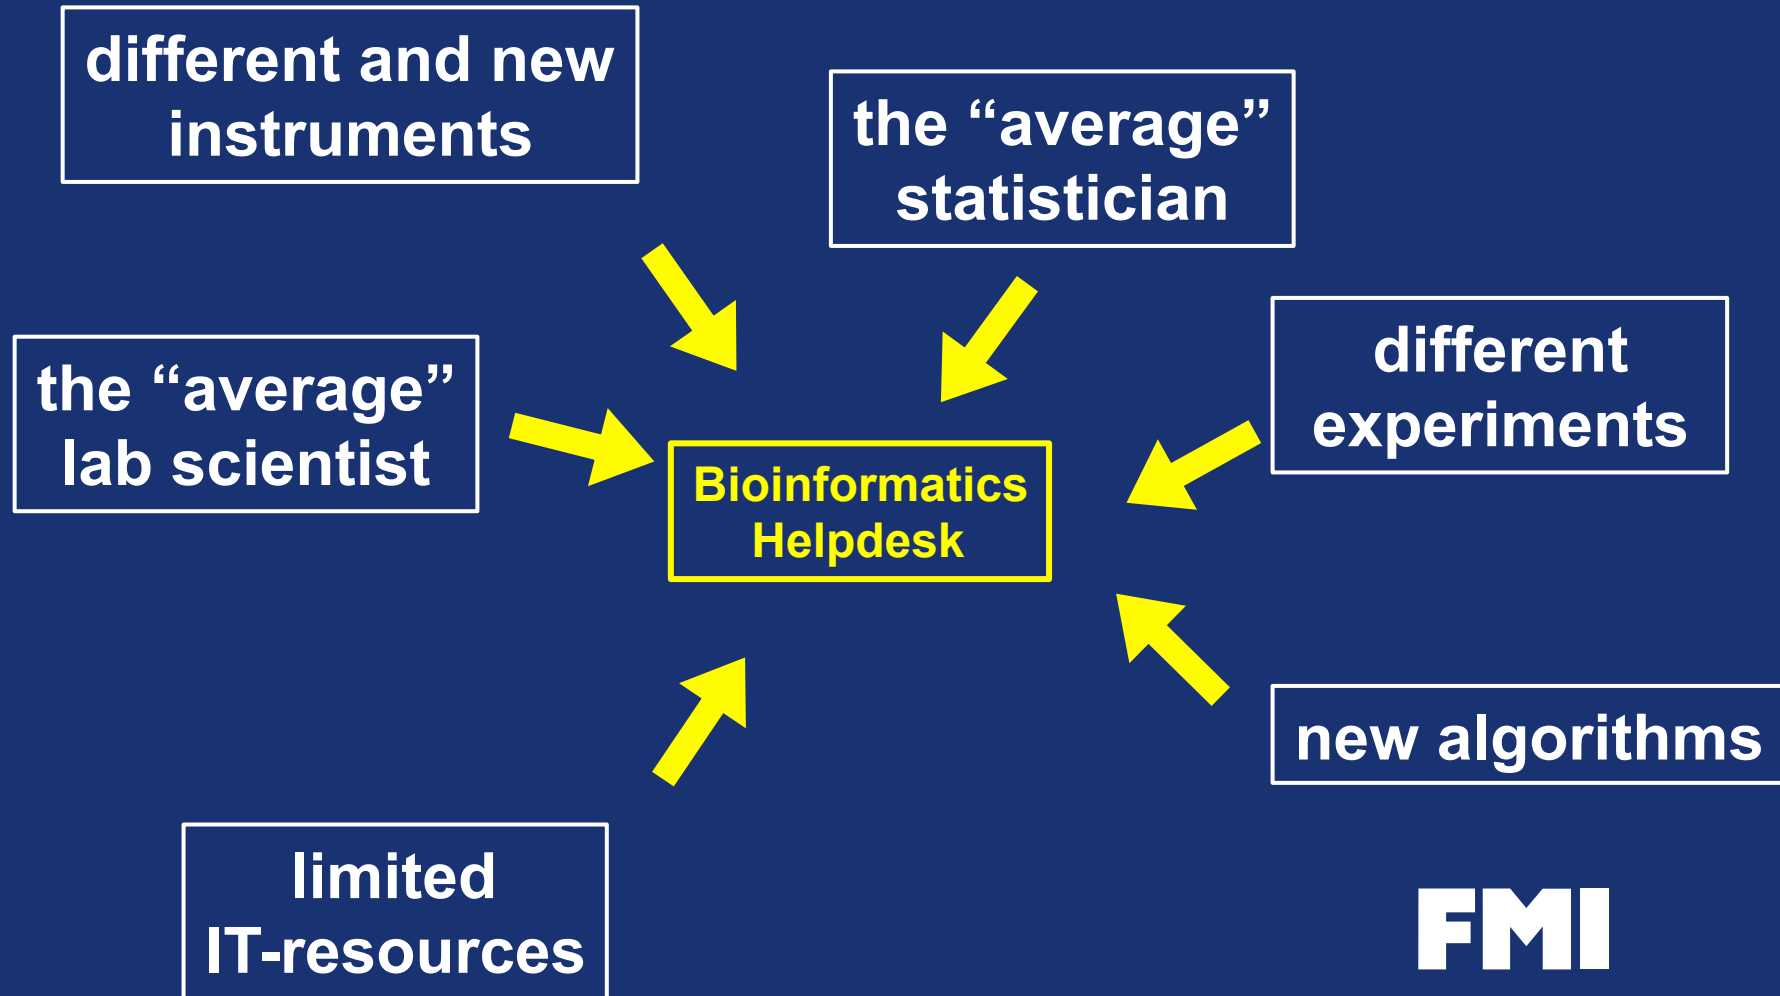 different and new
instruments
the “average”
statistician
the “average”
lab scientist
different
experiments
Bioinformatics
Helpdesk
new algorithms
limited
IT-resources
FMI